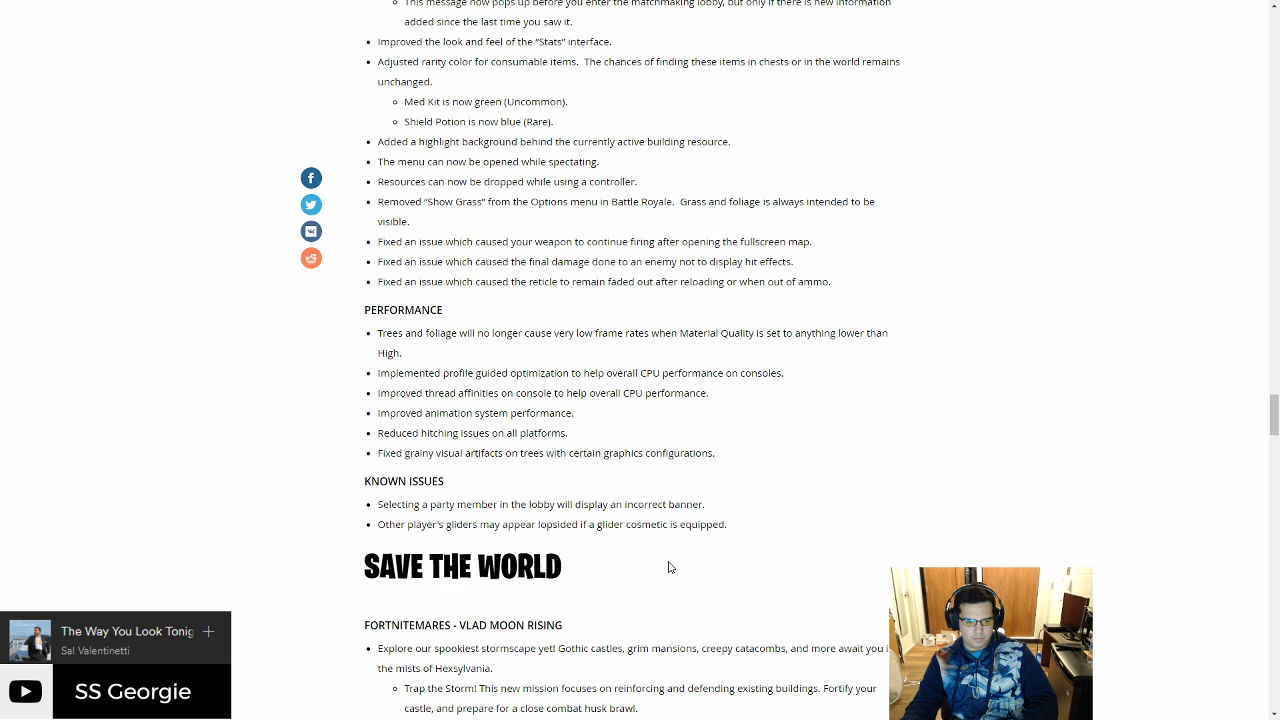 This message now pops up before you enter the matchmaking lobby, but only if there is new information
added since the last time you saw it.
Improved the look and feel of the “Stats” interface.
Adjusted rarity color for consumable items. The chances of finding these items in chests or in the world remains
unchanged.
Med Kit is now green (Uncommon).
Shield Potion is now blue (Rare).
Added a highlight background behind the currently active building resource.
The menu can now be opened while spectating.
Resources can now be dropped while using a controller.
Removed “Show Grass” from the Options menu in Battle Royale. Grass and foliage is always intended to be
visible.
Fixed an issue which caused your weapon to continue firing after opening the fullscreen map.
Fixed an issue which caused the final damage done to an enemy not to display hit effects.
Fixed an issue which caused the reticle to remain faded out after reloading or when out of ammo.
PERFORMANCE
Trees and foliage will no longer cause very low frame rates when Material Quality is set to anything lower than
High.
Implemented profile guided optimization to help overall CPU performance on consoles.
Improved thread affinities on console to help overall CPU performance.
Improved animation system performance.
Reduced hitching issues on all platforms.
Fixed grainy visual artifacts on trees with certain graphics configurations.
KNOWN ISSUES
Selecting a party member in the lobby will display an incorrect banner.
Other player's gliders may appear lopsided if a glider cosmetic is equipped.
SAVE THE WORLD
FORTNITEMARES - VLAD MOON RISING
Explore our spookiest stormscape yet! Gothic castles, grim mansions, creepy catacombs, and more await you
the mists of Hexsylvania.
Trap the Storm! This new mission focuses on reinforcing and defending existing buildings. Fortify your
castle, and prepare for a close combat husk brawl.
The Way You Look Tonig
Sal Valentinetti
SS Georgie